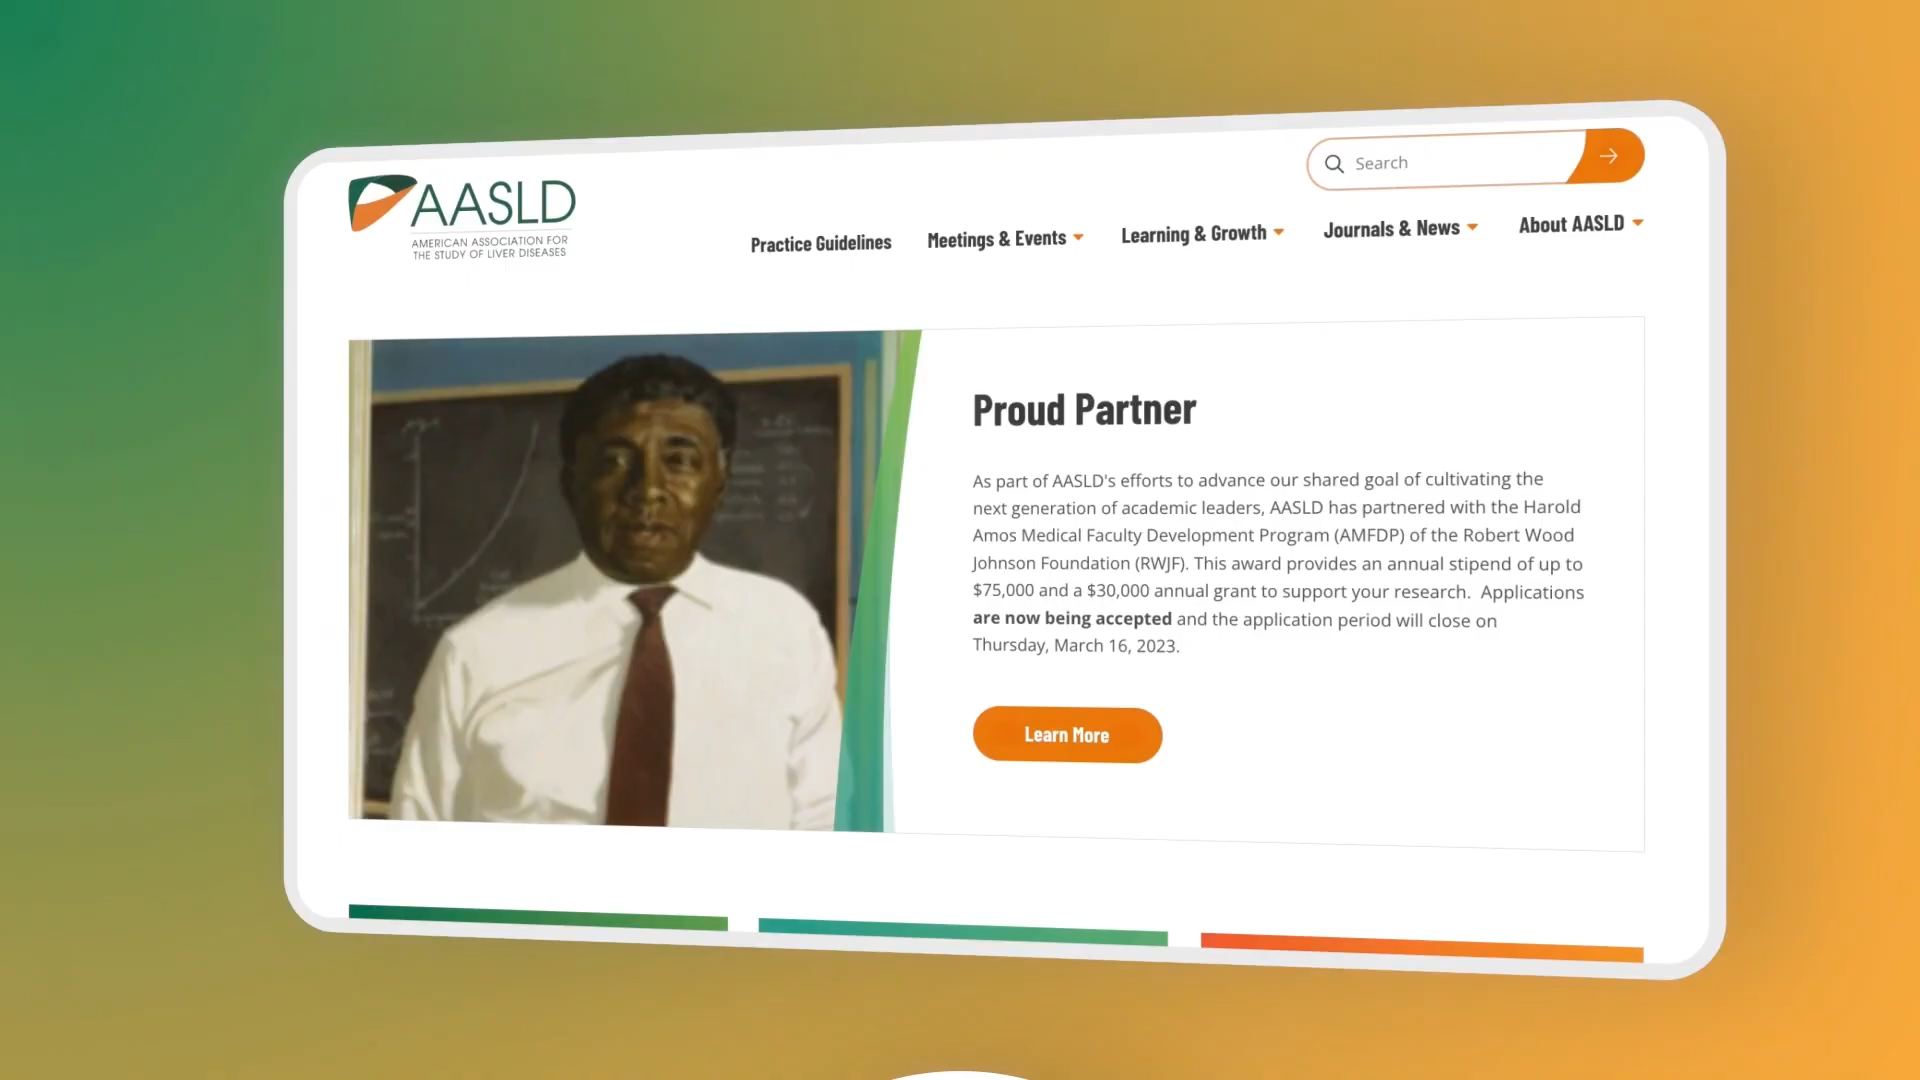 Search
AASLD
AMERICAN ASSOCIATION FOR
THE STUDY OF LIVER DISEASES
Practice Guidelines
Meetings & Events
Learning & Growth
Journals & News
About AASLD
Proud Partner
As part of AASLD's efforts to advance our shared goal of cultivating the
next generation of academic leaders, AASLD has partnered with the Harold
Amos Medical Faculty Development Program (AMFDP) of the Robert Wood
Johnson Foundation (RWJF). This award provides an annual stipend of up to
$75,000 and a $30,000 annual grant to support your research. Applications
are now being accepted and the application period will close on
Thursday, March 16, 2023.
Learn More